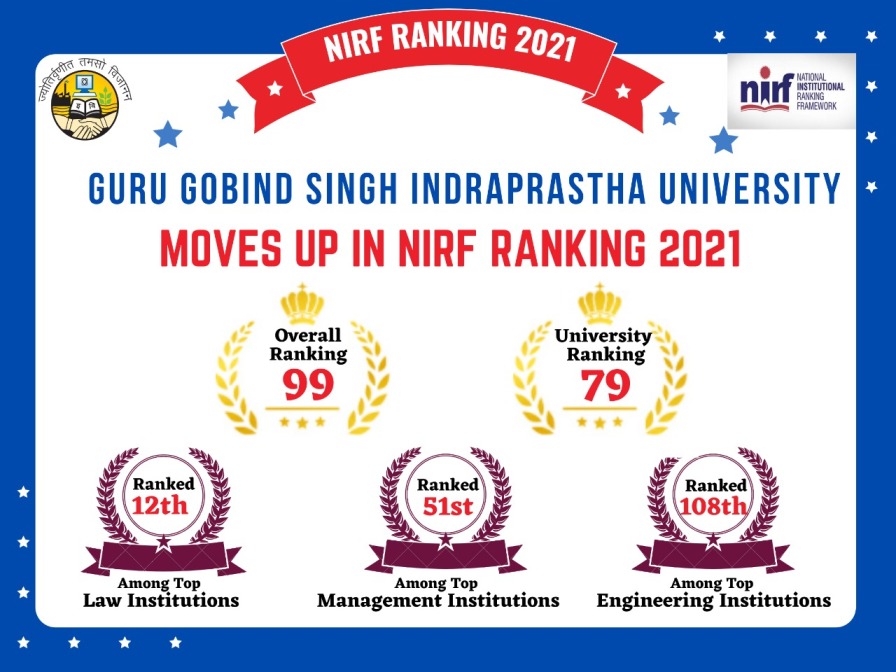 NIRF RANKING 2021
ज्योतिर्वृणीत तमसो विजानन
इ वि
nirf
NATIONAL
INSTITUTIONAL
RANKING
FRAMEWORK
GURU GOBIND SINGH INDRAPRASTHA UNIVERSITY
MOVES UP IN NIRF RANKING 2021
Overall
Ranking
99
University
Ranking
79
Ranked
12th
Among Top
Law Institutions
Ranked
51st
Among Top
Management Institutions
Ranked
108th
Among Top
Engineering Institutions